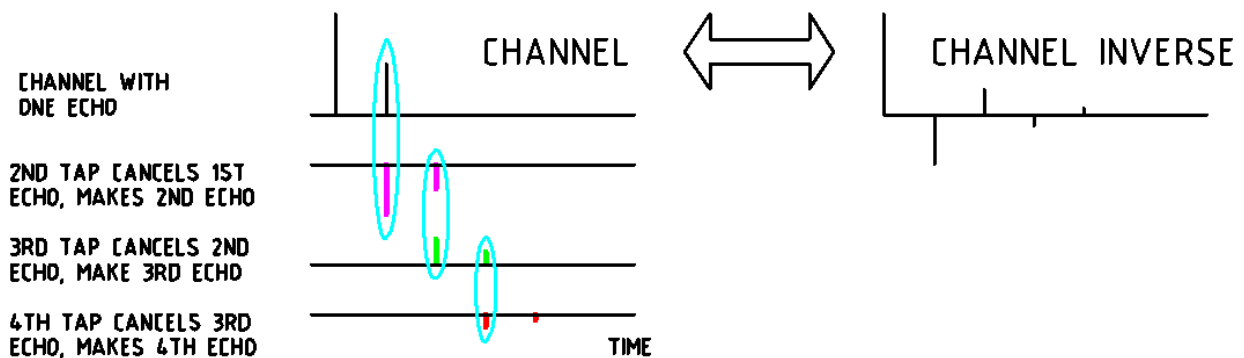 CHANNEL
CHANNEL INVERSE
CHANNEL WITH
ONE ECHO
2ND TAP CANCELS 1ST
ECHO, MAKES 2ND ECHO
3RD TAP CANCELS 2ND
ECHO, MAKE 3RD ECHO
4TH TAP CANCELS 3RD
ECHO, MAKES 4TH ECHO
TIME